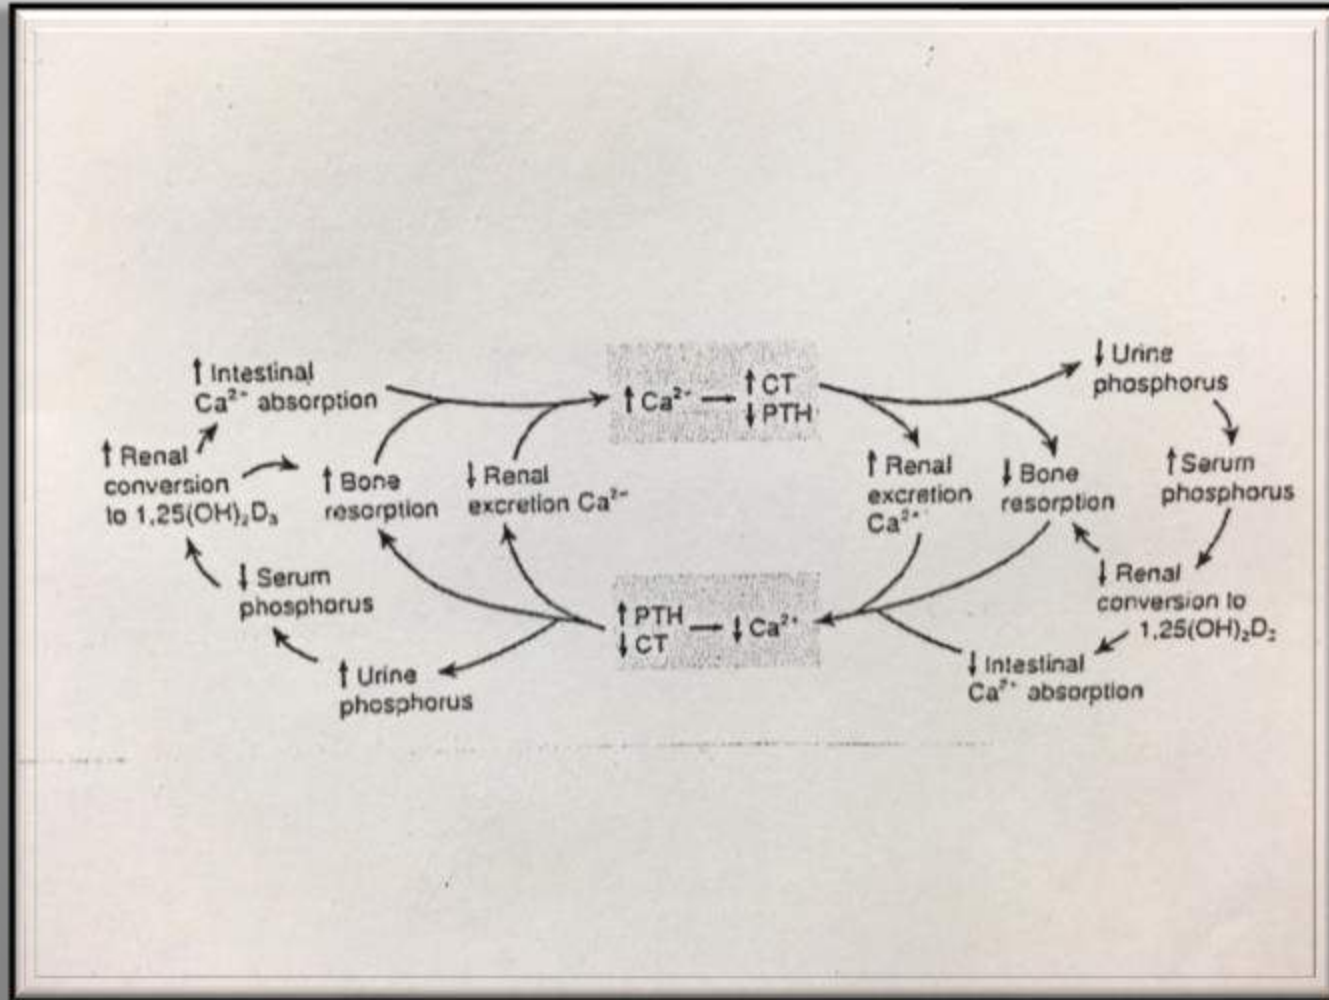 ↑ Intestinal
Ca²⁺ absorption
↑ Renal
conversion
to 1,25(OH)₂D₃
↑ Bone
resorption
↓ Renal
excretion Ca²⁺
↓ Serum
phosphorus
↑ Urine
phosphorus
↑ Ca²⁺ → ↑ CT
↓ PTH
↑ PTH
↓ CT
→ ↓ Ca²⁺
↓ Urine
phosphorus
↑ Renal
excretion
Ca²⁺
↓ Bone
resorption
↑ Serum
phosphorus
↓ Renal
conversion to
1,25(OH)₂D₃
↓ Intestinal
Ca²⁺ absorption